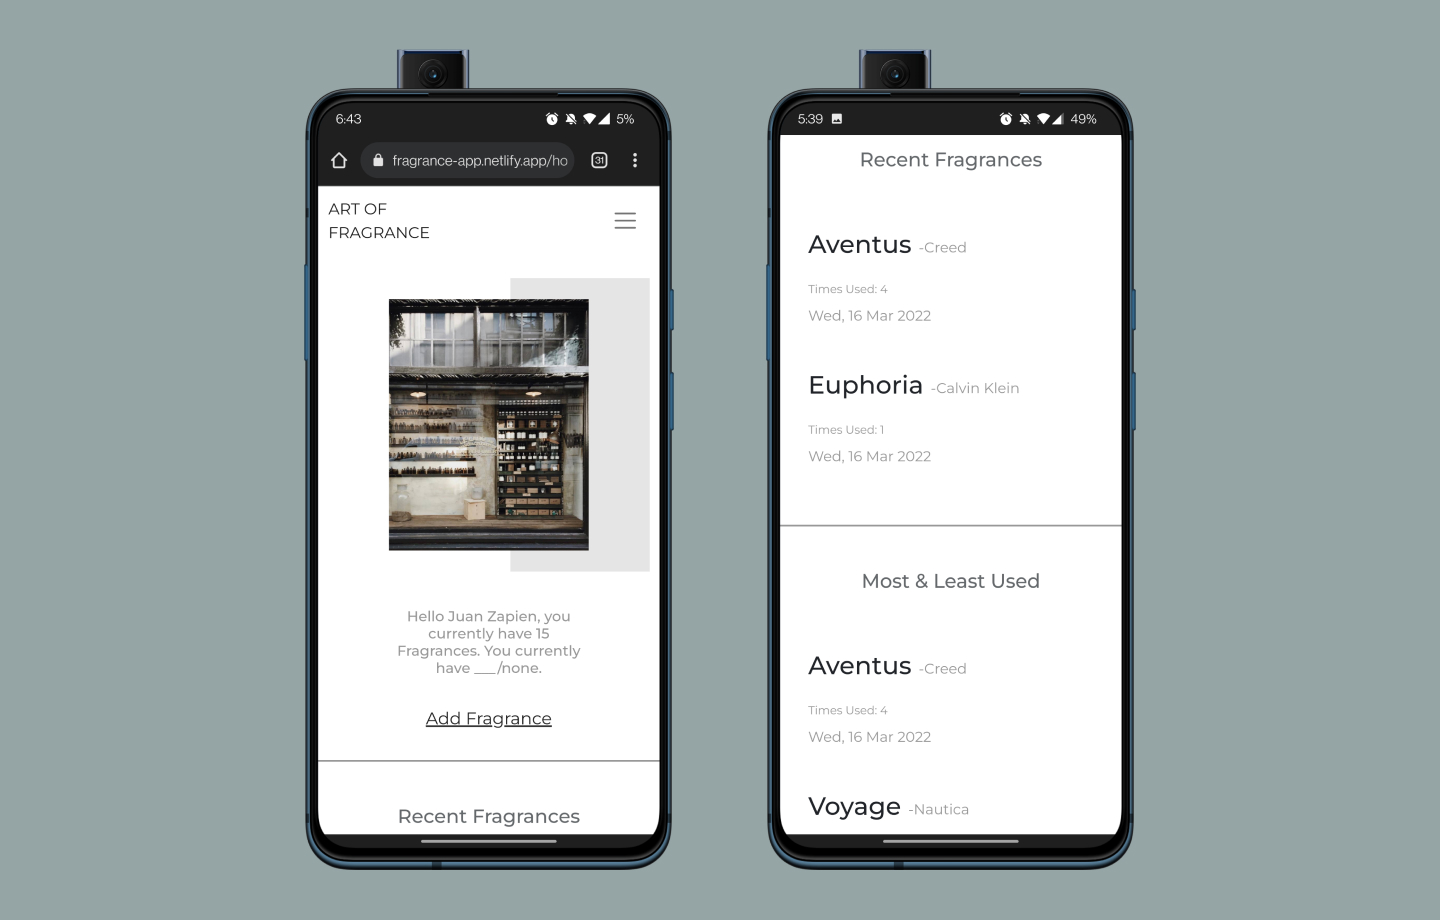 6:43
5%
fragrance-app.netlify.app/ho
31
ART OF
FRAGRANCE
Hello Juan Zapien, you
currently have 15
Fragrances. You currently
have ___/none.
Add Fragrance
Recent Fragrances
5:39
49%
Recent Fragrances
Aventus -Creed
Times Used: 4
Wed, 16 Mar 2022
Euphoria -Calvin Klein
Times Used: 1
Wed, 16 Mar 2022
Most & Least Used
Aventus -Creed
Times Used: 4
Wed, 16 Mar 2022
Voyage -Nautica